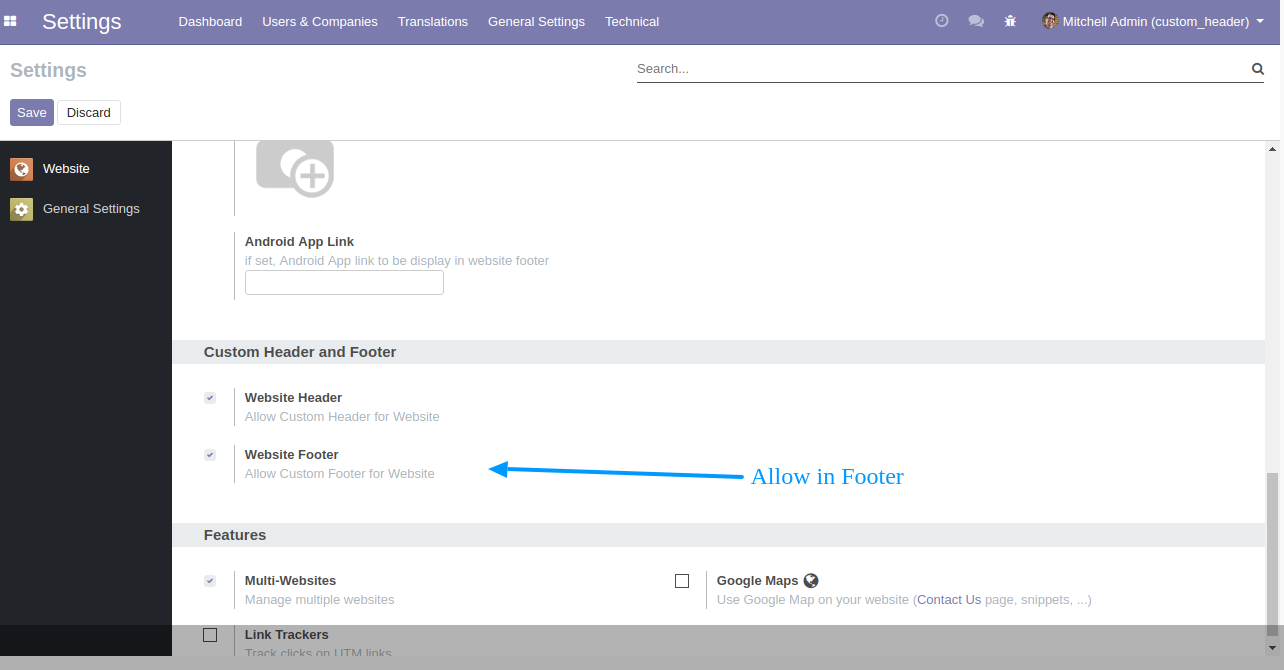 Settings Dashboard Users & Companies Translations General Settings Technical Mitchell Admin (custom_header)
Settings
Search...
Save Discard
Website
General Settings
Android App Link
if set, Android App link to be display in website footer
Custom Header and Footer
Website Header
Allow Custom Header for Website
Website Footer
Allow Custom Footer for Website
Allow in Footer
Features
Multi-Websites
Manage multiple websites
Google Maps
Use Google Map on your website (Contact Us page, snippets, ...)
Link Trackers
Track clicks on UTM links